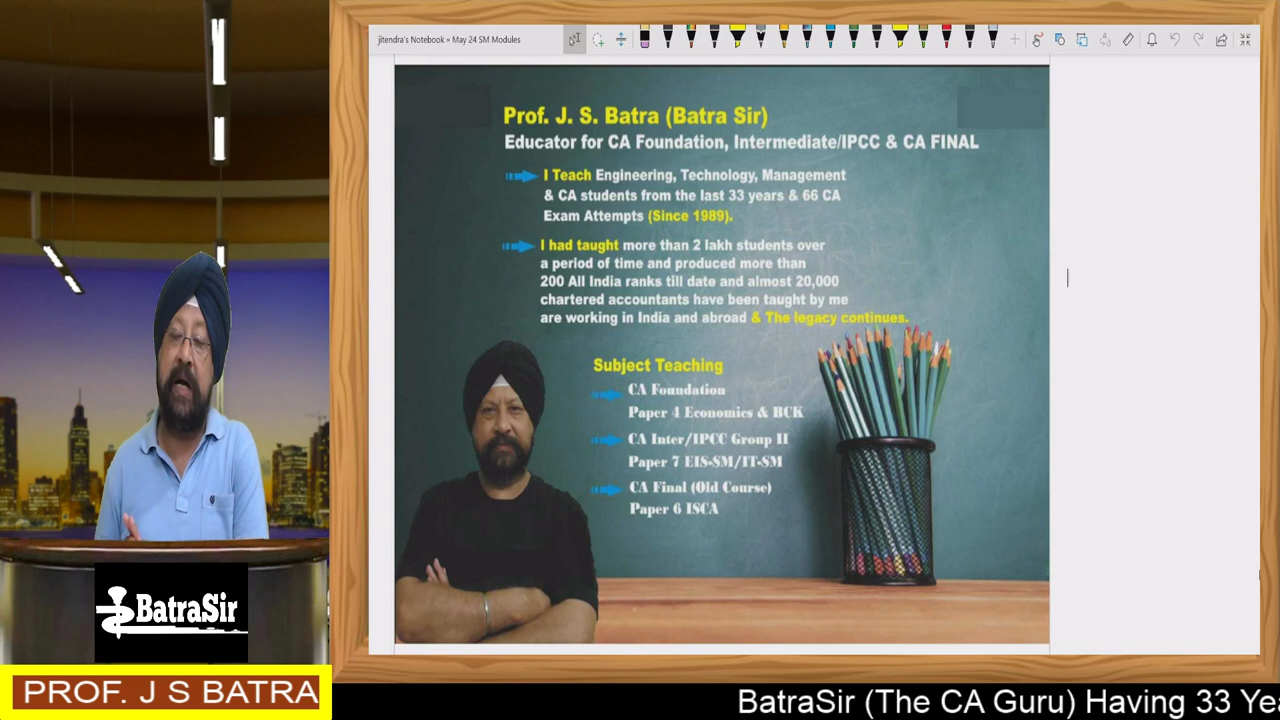 jitendra's Notebook » May 24 SM Modules
Prof. J. S. Batra (Batra Sir)
Educator for CA Foundation, Intermediate/IPCC & CA FINAL
I Teach Engineering, Technology, Management
& CA students from the last 33 years & 66 CA
Exam Attempts (Since 1989).
I had taught more than 2 lakh students over
a period of time and produced more than
200 All India ranks till date and almost 20,000
chartered accountants have been taught by me
are working in India and abroad & The legacy continues.
Subject Teaching
CA Foundation
Paper 4 Economics & BCK
CA Inter/IPCC Group II
Paper 7 EIS-SM/IT-SM
CA Final (Old Course)
Paper 6 ISCA
BatraSir
PROF. J S BATRA
BatraSir (The CA Guru) Having 33 Yea